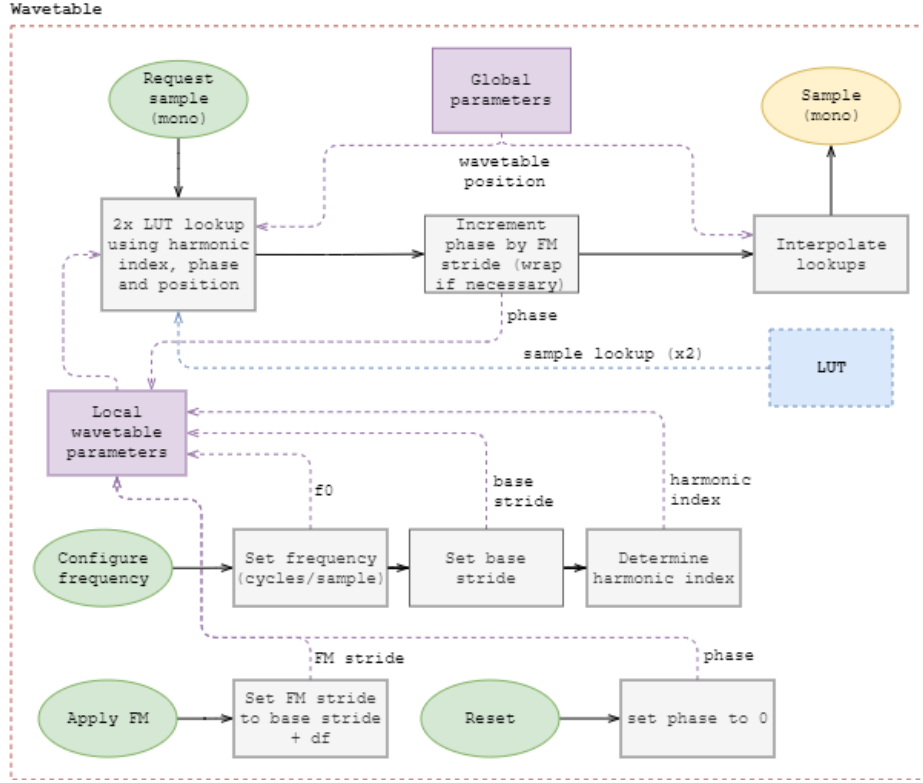 Wavetable
Request
sample
(mono)
Global
parameters
Sample
(mono)
wavetable
position
2x LUT lookup
using harmonic
index, phase
and position
Increment
phase by FM
stride (wrap
if necessary)
Interpolate
lookups
phase
sample lookup (x2)
LUT
Local
wavetable
parameters
f0
base
stride
harmonic
index
Configure
frequency
Set frequency
(cycles/sample)
Set base
stride
Determine
harmonic index
FM stride
phase
Apply FM
Set FM stride
to base stride
+ df
Reset
set phase to 0